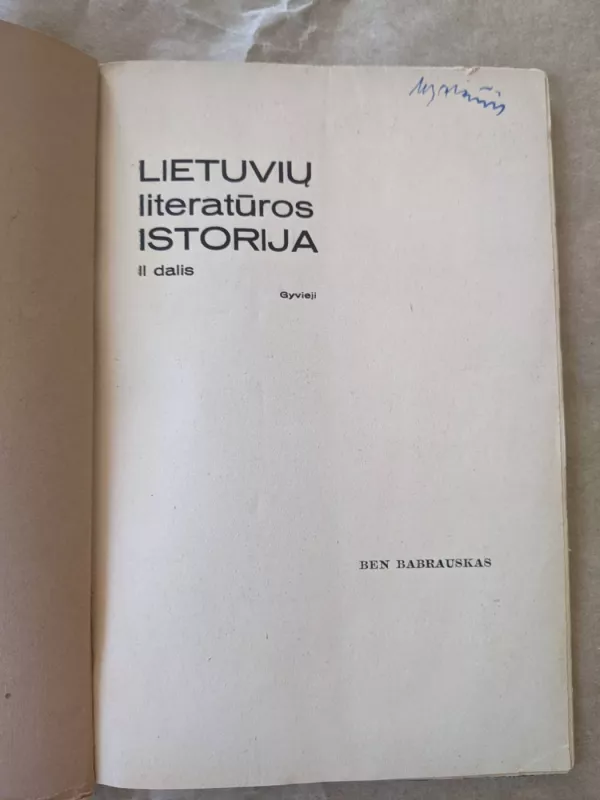 LIETUVIŲ
literatūros
ISTORIJA
II dalis
Gyvieji
BEN BABRAUSKAS